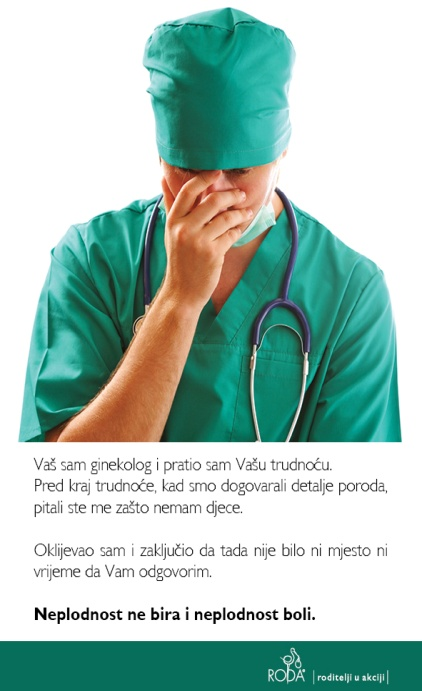 Vaš sam ginekolog i pratio sam Vašu trudnoću.
Pred kraj trudnoće, kad smo dogovarali detalje poroda,
pitali ste me zašto nemam djece.
Oklijevao sam i zaključio da tada nije bilo ni mjesto ni
vrijeme da Vam odgovorim.
Neplodnost ne bira i neplodnost boli.
RODA® | roditelji u akciji |